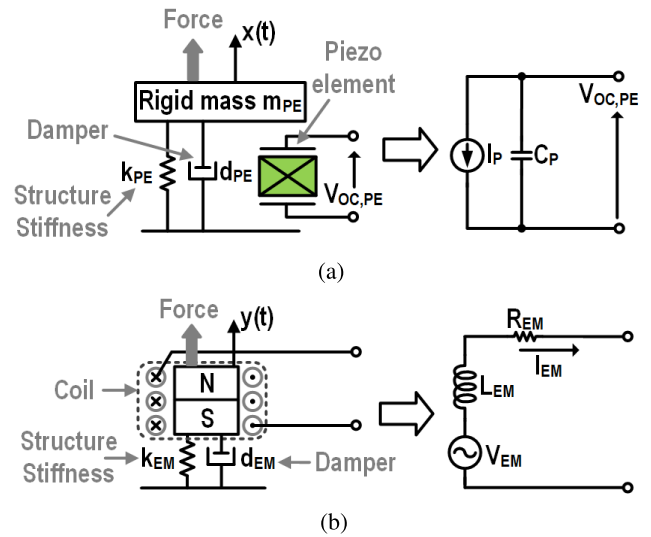 Force
x(t)
Piezo
element
Rigid mass mPE
Damper
kPE
dPE
VOC,PE
Structure
Stiffness
IP
CP
VOC,PE
(a)
Force
y(t)
Coil
N
S
Structure
Stiffness
kEM
dEM
Damper
REM
IEM
LEM
VEM
(b)